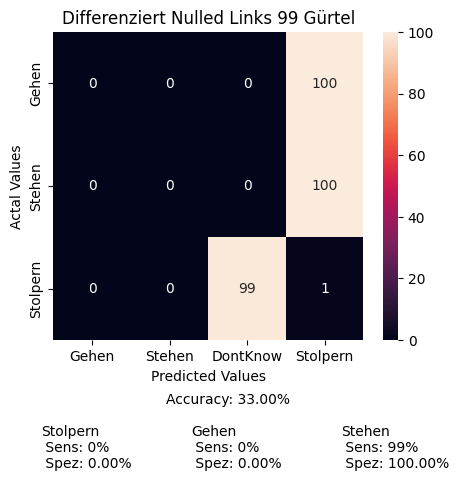 Differenziert Nulled Links 99 Gürtel
Actal Values
Gehen 0 0 0 100
Stehen 0 0 0 100
Stolpern 0 0 99 1
Gehen Stehen DontKnow Stolpern
Predicted Values
100
80
60
40
20
0
Accuracy: 33.00%
Stolpern Gehen Stehen
Sens: 0% Sens: 0% Sens: 99%
Spez: 0.00% Spez: 0.00% Spez: 100.00%